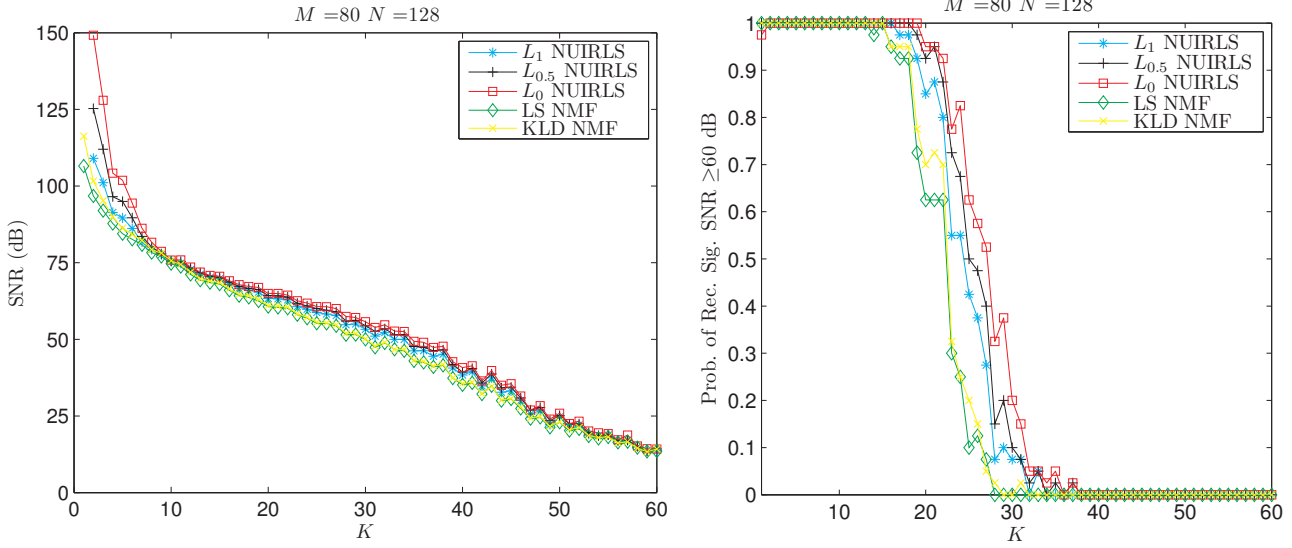 M =80 N =128
150
125
100
75
50
25
0
0
10
20
30
40
50
60
SNR (dB)
K
L1 NUIRLS
L0.5 NUIRLS
L0 NUIRLS
LS NMF
KLD NMF
M =80 N =128
1
0.9
0.8
0.7
0.6
0.5
0.4
0.3
0.2
0.1
0
10
20
30
40
50
60
Prob. of Rec. Sig. SNR ≥60 dB
K
L1 NUIRLS
L0.5 NUIRLS
L0 NUIRLS
LS NMF
KLD NMF